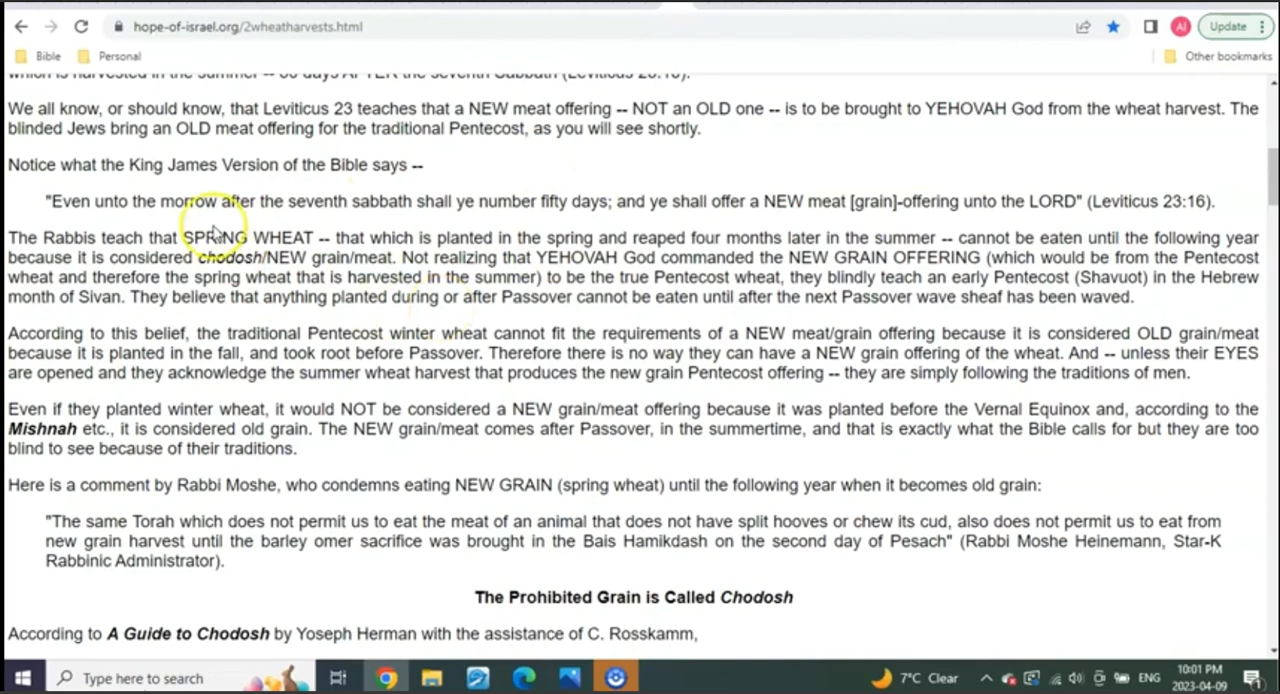 hope-of-israel.org/2wheatharvests.html
AI
Update
Bible
Personal
Other bookmarks
We all know, or should know, that Leviticus 23 teaches that a NEW meat offering -- NOT an OLD one -- is to be brought to YEHOVAH God from the wheat harvest. The
blinded Jews bring an OLD meat offering for the traditional Pentecost, as you will see shortly.
Notice what the King James Version of the Bible says --
"Even unto the morrow after the seventh sabbath shall ye number fifty days; and ye shall offer a NEW meat [grain]-offering unto the LORD" (Leviticus 23:16).
The Rabbis teach that SPRING WHEAT -- that which is planted in the spring and reaped four months later in the summer -- cannot be eaten until the following year
because it is considered chodosh/NEW grain/meat. Not realizing that YEHOVAH God commanded the NEW GRAIN OFFERING (which would be from the Pentecost
wheat and therefore the spring wheat that is harvested in the summer) to be the true Pentecost wheat, they blindly teach an early Pentecost (Shavuot) in the Hebrew
month of Sivan. They believe that anything planted during or after Passover cannot be eaten until after the next Passover wave sheaf has been waved.
According to this belief, the traditional Pentecost winter wheat cannot fit the requirements of a NEW meat/grain offering because it is considered OLD grain/meat
because it is planted in the fall, and took root before Passover. Therefore there is no way they can have a NEW grain offering of the wheat. And -- unless their EYES
are opened and they acknowledge the summer wheat harvest that produces the new grain Pentecost offering -- they are simply following the traditions of men.
Even if they planted winter wheat, it would NOT be considered a NEW grain/meat offering because it was planted before the Vernal Equinox and, according to the
Mishnah etc., it is considered old grain. The NEW grain/meat comes after Passover, in the summertime, and that is exactly what the Bible calls for but they are too
blind to see because of their traditions.
Here is a comment by Rabbi Moshe, who condemns eating NEW GRAIN (spring wheat) until the following year when it becomes old grain:
"The same Torah which does not permit us to eat the meat of an animal that does not have split hooves or chew its cud, also does not permit us to eat from
new grain harvest until the barley omer sacrifice was brought in the Bais Hamikdash on the second day of Pesach" (Rabbi Moshe Heinemann, Star-K
Rabbinic Administrator).
The Prohibited Grain is Called Chodosh
According to A Guide to Chodosh by Yoseph Herman with the assistance of C. Rosskamm,
Type here to search
7°C Clear
ENG
10:01 PM
2023-04-09